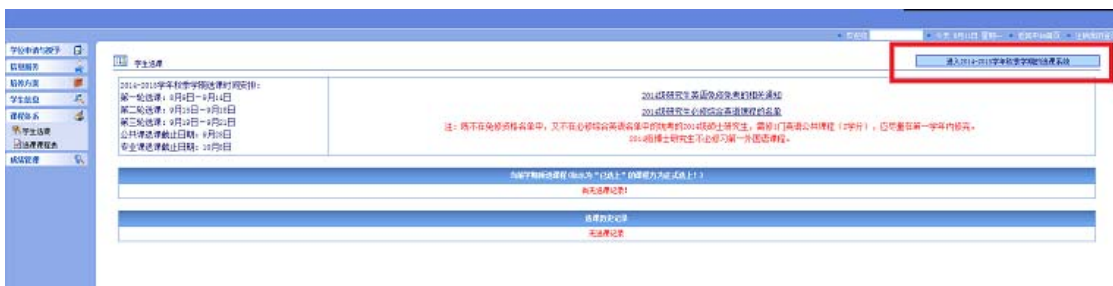 学位申请与授予
信息服务
培养方案
学生信息
课程体系
学生选课
选课课程表
成绩管理
学生选课
进入2014-2015学年秋季学期的选课系统
2014-2015学年秋季学期选课时间安排:
第一轮选课: 9月9日-9月14日
第二轮选课: 9月15日-9月18日
第三轮选课: 9月19日-9月21日
公共课退课截止日期: 9月28日
专业课退课截止日期: 10月8日
2014级研究生英语免修免考的相关通知
2014级研究生必修综合英语课程的名单
注: 既不在免修资格名单中, 又不在必修综合英语名单中的统考的2014级硕士研究生, 需修1门英语公共课程 (2学分), 应尽量在第一学年内修完。
2014级博士研究生不必修习第一外国语课程。
尚无选课记录!
选课历史记录
无选课记录